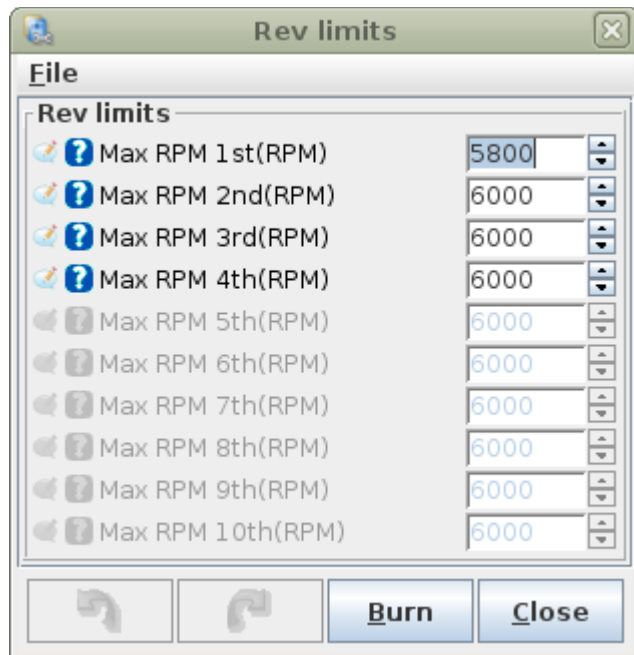 Rev limits
File
Rev limits
Max RPM 1st(RPM) 5800
Max RPM 2nd(RPM) 6000
Max RPM 3rd(RPM) 6000
Max RPM 4th(RPM) 6000
Max RPM 5th(RPM) 6000
Max RPM 6th(RPM) 6000
Max RPM 7th(RPM) 6000
Max RPM 8th(RPM) 6000
Max RPM 9th(RPM) 6000
Max RPM 10th(RPM) 6000
Burn Close